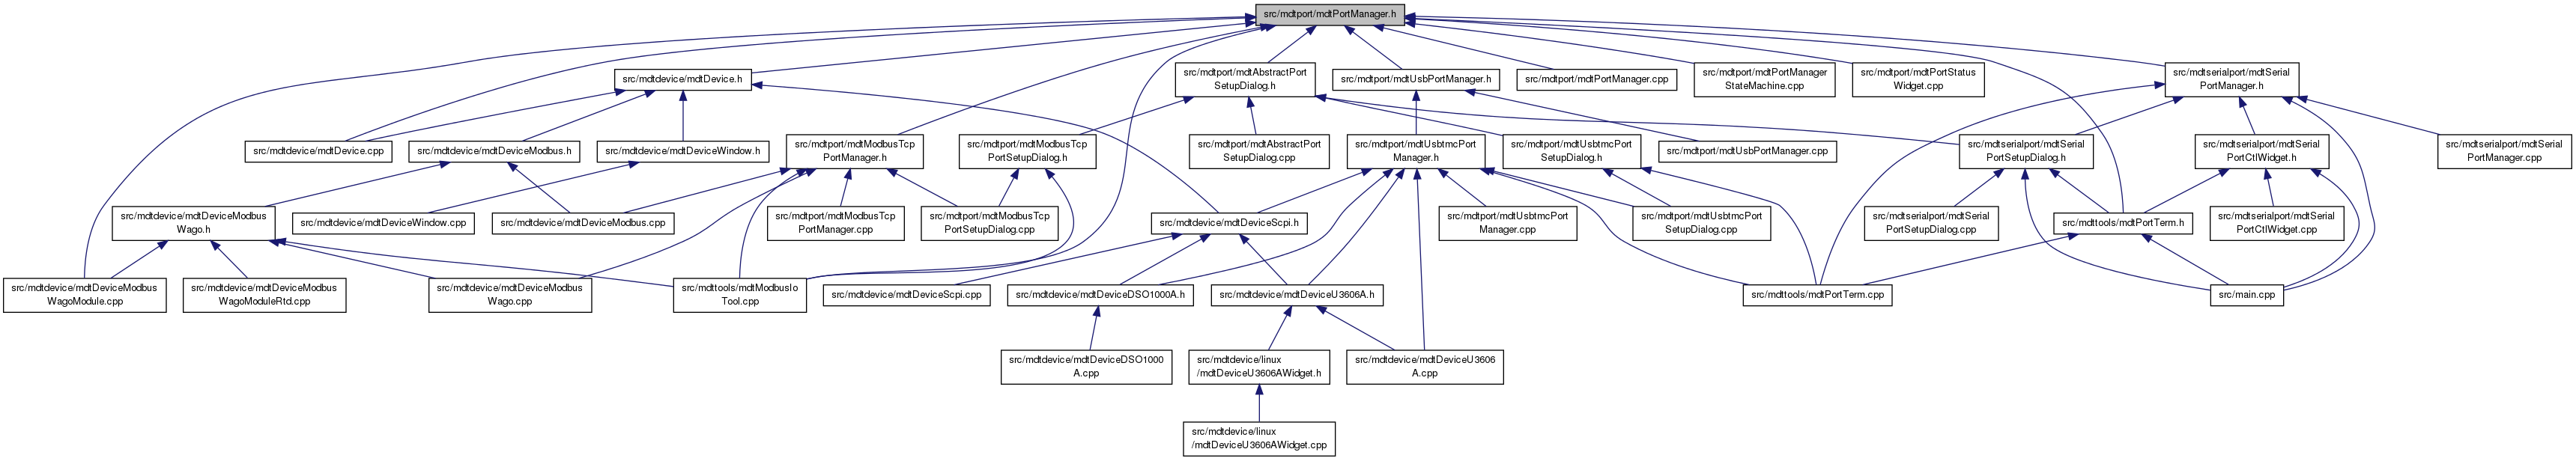 src/mdtport/mdtPortManager.h
src/mdtdevice/mdtDevice.h
src/mdtport/mdtAbstractPort
SetupDialog.h
src/mdtport/mdtUsbPortManager.h
src/mdtport/mdtPortManager.cpp
src/mdtport/mdtPortManager
StateMachine.cpp
src/mdtport/mdtPortStatus
Widget.cpp
src/mdtserialport/mdtSerial
PortManager.h
src/mdtdevice/mdtDevice.cpp
src/mdtdevice/mdtDeviceModbus.h
src/mdtdevice/mdtDeviceWindow.h
src/mdtport/mdtModbusTcp
PortManager.h
src/mdtport/mdtModbusTcp
PortSetupDialog.h
src/mdtport/mdtAbstractPort
SetupDialog.cpp
src/mdtport/mdtUsbtmcPort
Manager.h
src/mdtport/mdtUsbtmcPort
SetupDialog.h
src/mdtport/mdtUsbPortManager.cpp
src/mdtserialport/mdtSerial
PortSetupDialog.h
src/mdtserialport/mdtSerial
PortCtlWidget.h
src/mdtserialport/mdtSerial
PortManager.cpp
src/mdtdevice/mdtDeviceModbus
Wago.h
src/mdtdevice/mdtDeviceWindow.cpp
src/mdtdevice/mdtDeviceModbus.cpp
src/mdtport/mdtModbusTcp
PortManager.cpp
src/mdtport/mdtModbusTcp
PortSetupDialog.cpp
src/mdtdevice/mdtDeviceScpi.h
src/mdtport/mdtUsbtmcPort
Manager.cpp
src/mdtport/mdtUsbtmcPort
SetupDialog.cpp
src/mdtserialport/mdtSerial
PortSetupDialog.cpp
src/mdttools/mdtPortTerm.h
src/mdtserialport/mdtSerial
PortCtlWidget.cpp
src/mdtdevice/mdtDeviceModbus
WagoModule.cpp
src/mdtdevice/mdtDeviceModbus
WagoModuleRtd.cpp
src/mdtdevice/mdtDeviceModbus
Wago.cpp
src/mdttools/mdtModbusIo
Tool.cpp
src/mdtdevice/mdtDeviceScpi.cpp
src/mdtdevice/mdtDeviceDSO1000A.h
src/mdtdevice/mdtDeviceU3606A.h
src/mdttools/mdtPortTerm.cpp
src/main.cpp
src/mdtdevice/mdtDeviceDSO1000
A.cpp
src/mdtdevice/linux
/mdtDeviceU3606AWidget.h
src/mdtdevice/mdtDeviceU3606
A.cpp
src/mdtdevice/linux
/mdtDeviceU3606AWidget.cpp